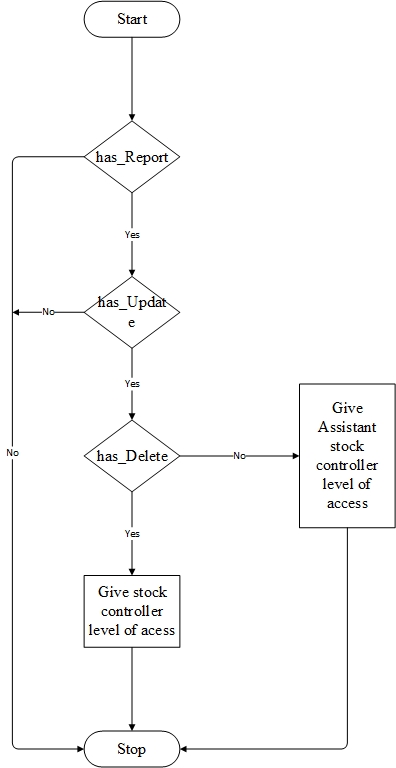 Start
has_Report
Yes
has_Updat
e
No
Yes
has_Delete
No
Give
Assistant
stock
controller
level of
access
No
Yes
Give stock
controller
level of acess
Stop